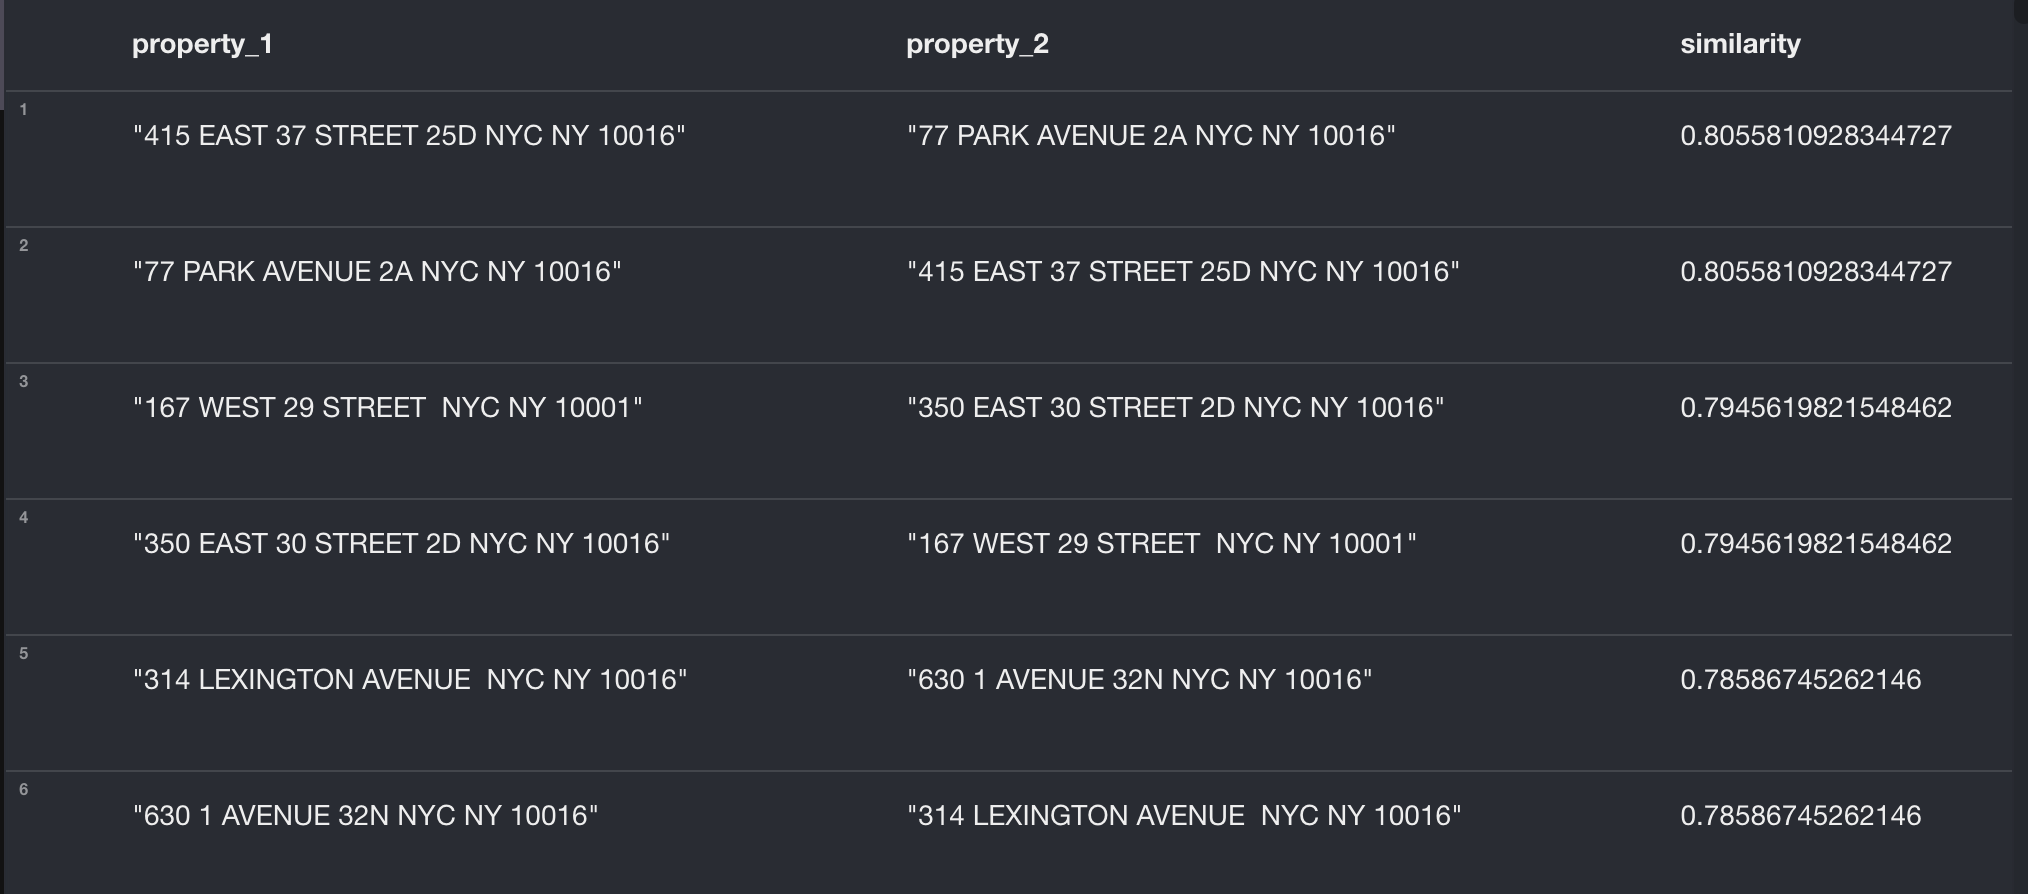 property_1 property_2 similarity
1
"415 EAST 37 STREET 25D NYC NY 10016" "77 PARK AVENUE 2A NYC NY 10016" 0.8055810928344727
2
"77 PARK AVENUE 2A NYC NY 10016" "415 EAST 37 STREET 25D NYC NY 10016" 0.8055810928344727
3
"167 WEST 29 STREET  NYC NY 10001" "350 EAST 30 STREET 2D NYC NY 10016" 0.7945619821548462
4
"350 EAST 30 STREET 2D NYC NY 10016" "167 WEST 29 STREET  NYC NY 10001" 0.7945619821548462
5
"314 LEXINGTON AVENUE  NYC NY 10016" "630 1 AVENUE 32N NYC NY 10016" 0.78586745262146
6
"630 1 AVENUE 32N NYC NY 10016" "314 LEXINGTON AVENUE  NYC NY 10016" 0.78586745262146